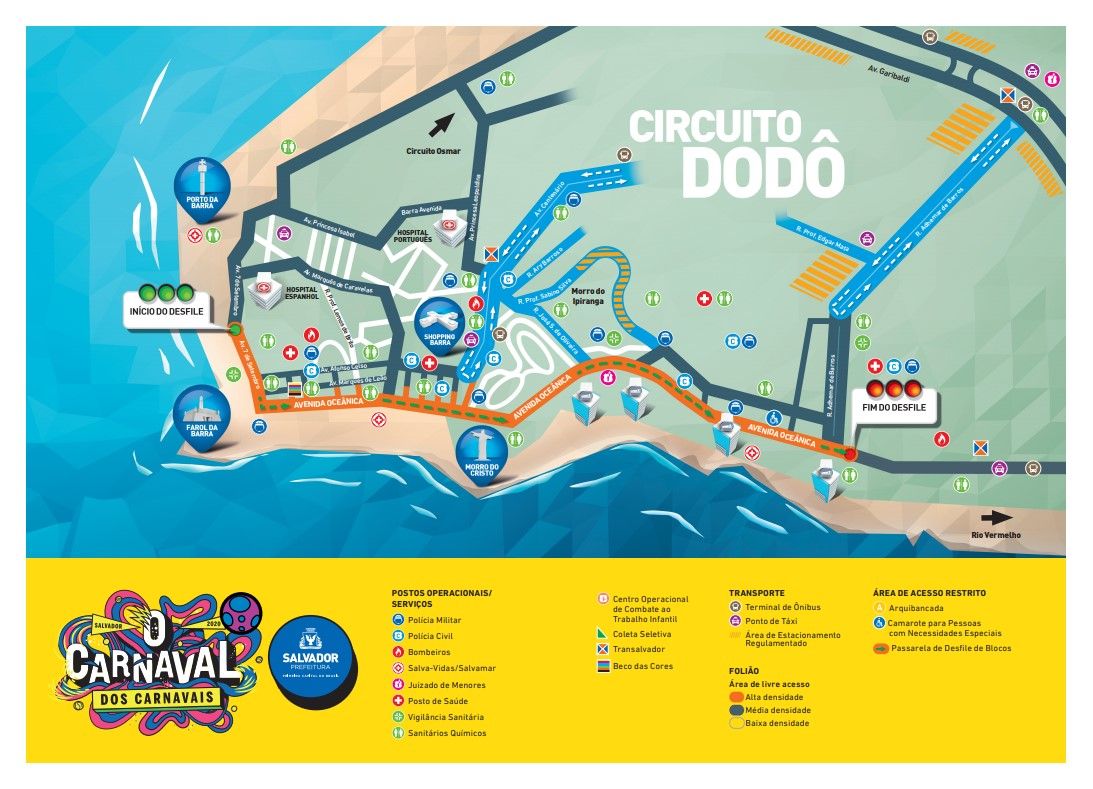 CIRCUITO
DODÔ
Av. Garibaldi
Circuito Osmar
PORTO DA
BARRA
Av. Princesa Isabel
Barra Avenida
HOSPITAL
PORTUGUÊS
Av. Princesa Leopoldina
Av. Centenário
R. Ary Barroso
R. Prof. Sabino Silva
R. José S. de Oliveira
Morro do
Ipiranga
R. Prof. Edgar Mata
R. Adhemar de Barros
Av. 7 de Setembro
HOSPITAL
ESPANHOL
Av. Marquês de Caravelas
R. Prof. Lemos de Brito
SHOPPING
BARRA
INÍCIO DO DESFILE
Av. 7 de Setembro
Av. Afonso Celso
Av. Marquês de Leão
AVENIDA OCEÂNICA
AVENIDA OCEÂNICA
AVENIDA OCEÂNICA
R. Adhemar de Barros
FIM DO DESFILE
FAROL DA
BARRA
MORRO DO
CRISTO
Rio Vermelho
SALVADOR
2020
O
CARNAVAL
DOS CARNAVAIS
SALVADOR
PREFEITURA
POSTOS OPERACIONAIS/
SERVIÇOS
Polícia Militar
Polícia Civil
Bombeiros
Salva-Vidas/Salvamar
Juizado de Menores
Posto de Saúde
Vigilância Sanitária
Sanitários Químicos
Centro Operacional
de Combate ao
Trabalho Infantil
Coleta Seletiva
Transalvador
Beco das Cores
TRANSPORTE
Terminal de Ônibus
Ponto de Táxi
Área de Estacionamento
Regulamentado
FOLIÃO
Área de livre acesso
Alta densidade
Média densidade
Baixa densidade
ÁREA DE ACESSO RESTRITO
A Arquibancada
Camarote para Pessoas
com Necessidades Especiais
Passarela de Desfile de Blocos